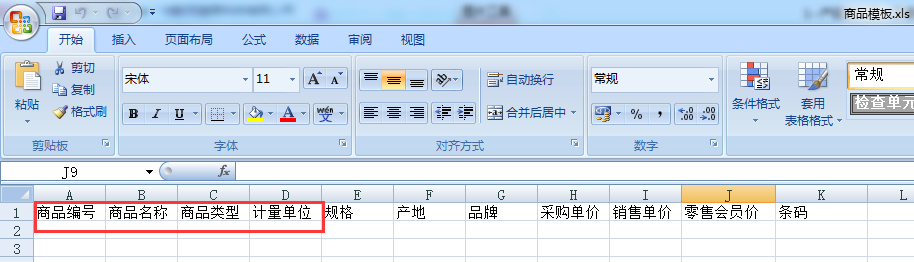 商品模板.xls
开始 插入 页面布局 公式 数据 审阅 视图
粘贴 剪切 复制 格式刷
宋体 11 A A
B I U A wén 变
自动换行
合并后居中
常规
% , .00
条件格式 套用 表格格式
常规
检查单元
剪贴板 字体 对齐方式 数字
J9 fx
A B C D E F G H I J K L
1 商品编号 商品名称 商品类型 计量单位 规格 产地 品牌 采购单价 销售单价 零售会员价 条码
2
3